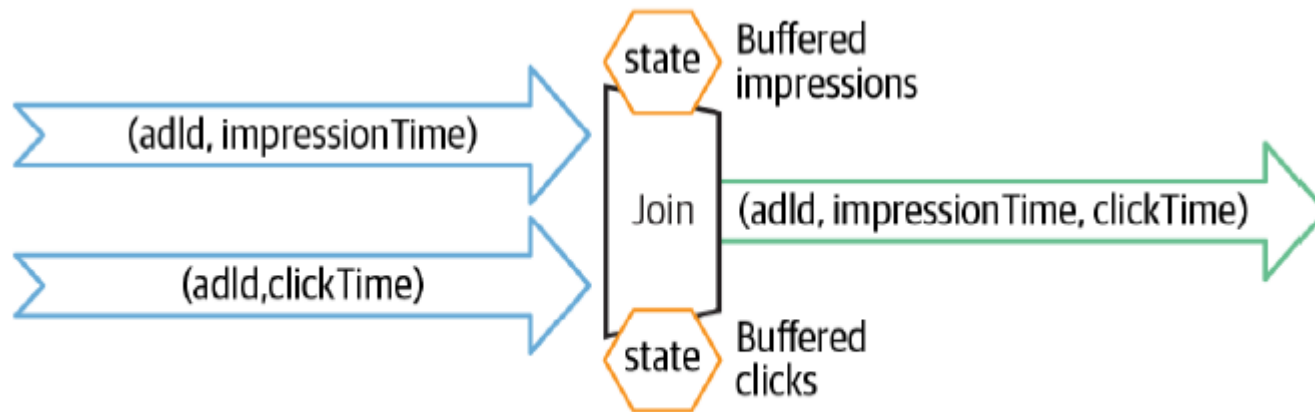 state
Buffered
impressions
(adId, impressionTime)
Join
(adId, impressionTime, clickTime)
(adId,clickTime)
state
Buffered
clicks